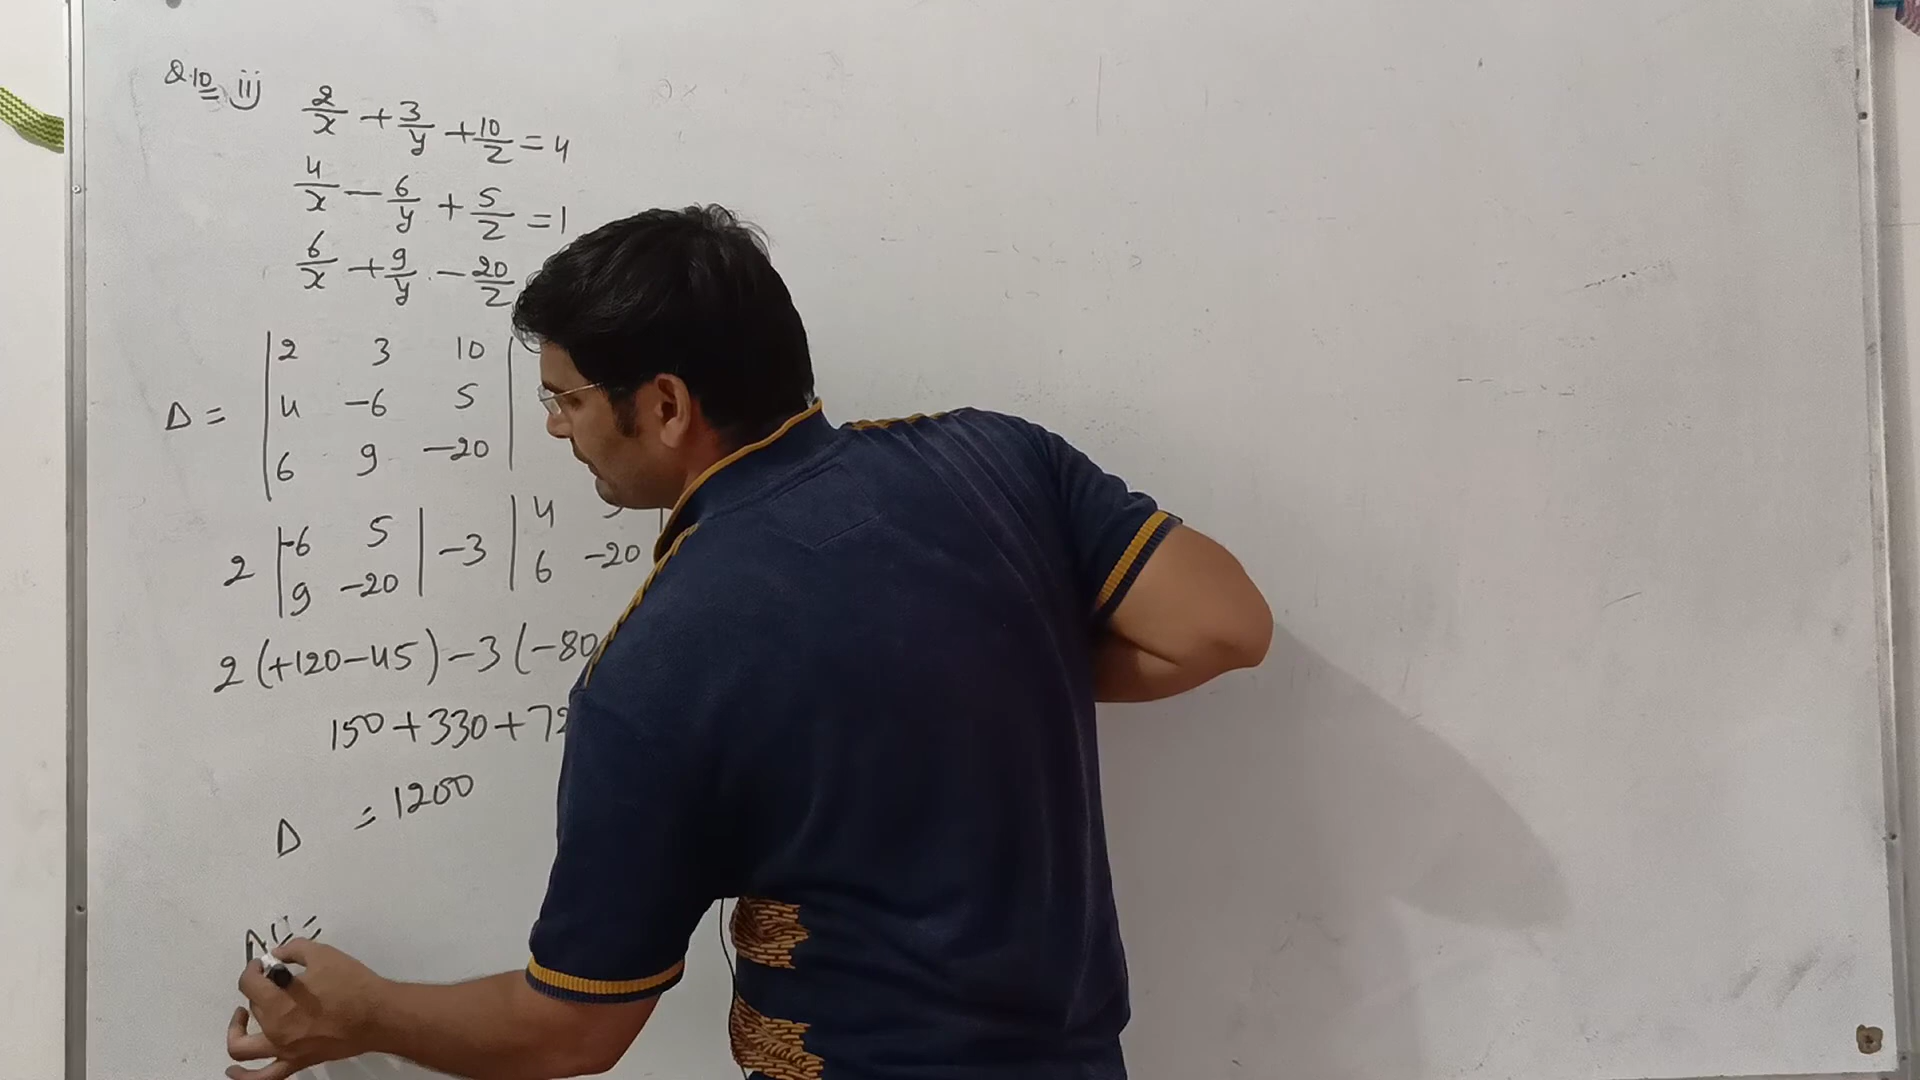 Q.10 ii)
2/x + 3/y + 10/z = 4
4/x - 6/y + 5/z = 1
6/x + 9/y - 20/z
Δ = | 2 3 10 |
| 4 -6 5 |
| 6 9 -20 |
2 | -6 5 | -3 | 4
| 9 -20 | | 6 -20 |
2 (+120-45) -3 (-80
150 + 330 + 72
Δ = 1200